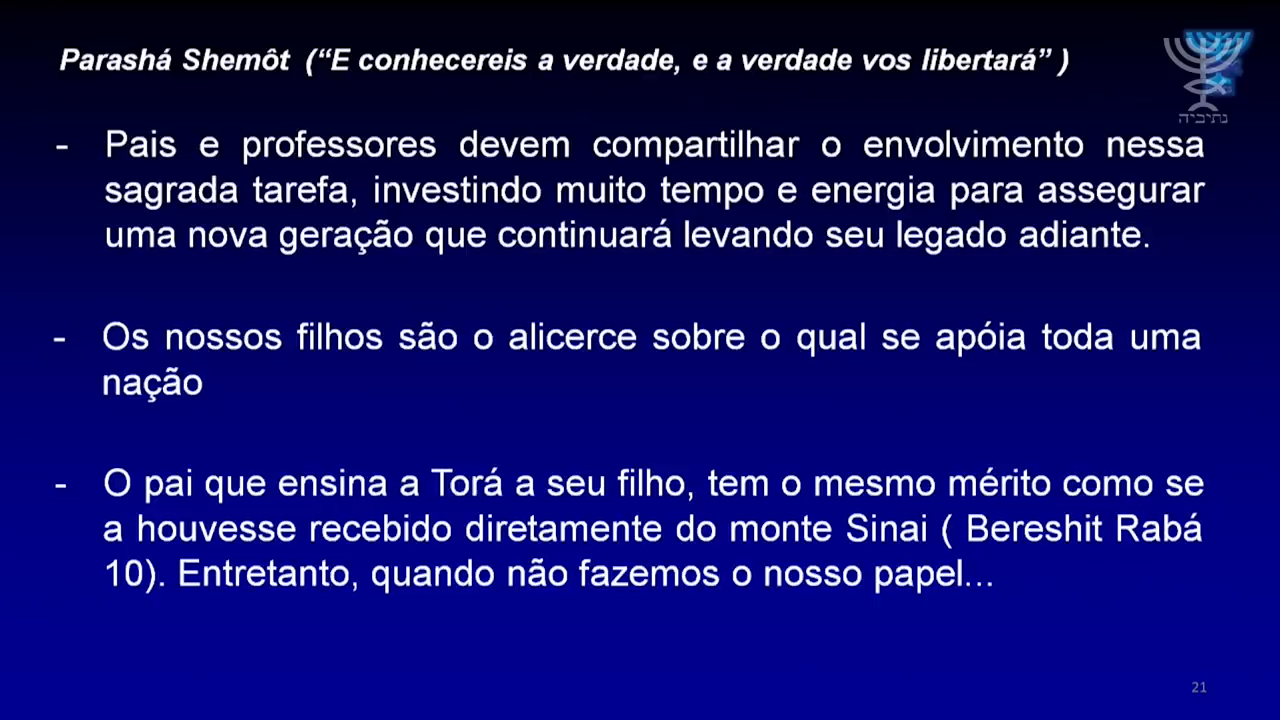 Parashá Shemôt (“E conhecereis a verdade, e a verdade vos libertará” )
נתיביה
- Pais e professores devem compartilhar o envolvimento nessa
sagrada tarefa, investindo muito tempo e energia para assegurar
uma nova geração que continuará levando seu legado adiante.
- Os nossos filhos são o alicerce sobre o qual se apóia toda uma
nação
- O pai que ensina a Torá a seu filho, tem o mesmo mérito como se
a houvesse recebido diretamente do monte Sinai ( Bereshit Rabá
10). Entretanto, quando não fazemos o nosso papel...
21